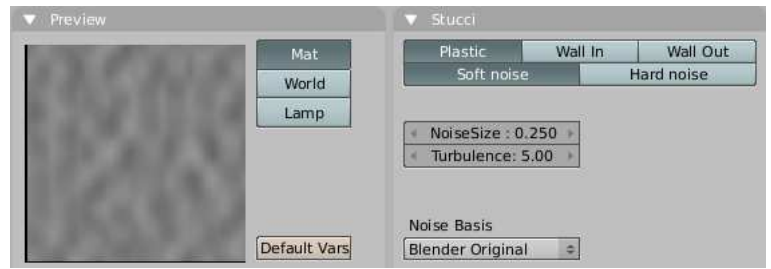 Preview
Mat
World
Lamp
Default Vars
Stucci
Plastic Wall In Wall Out
Soft noise Hard noise
NoiseSize : 0.250
Turbulence: 5.00
Noise Basis
Blender Original